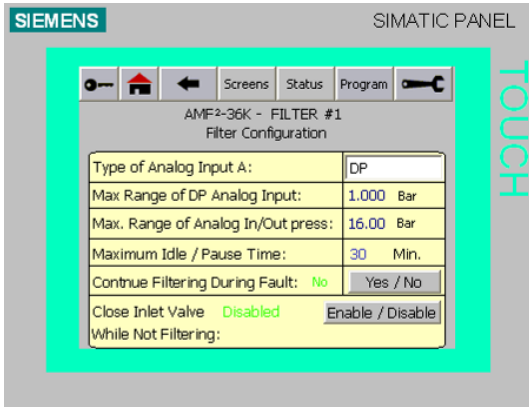 SIEMENS
SIMATIC PANEL
TOUCH
Screens Status Program
AMF²-36K - FILTER #1
Filter Configuration
Type of Analog Input A: DP
Max Range of DP Analog Input: 1.000 Bar
Max. Range of Analog In/Out press: 16.00 Bar
Maximum Idle / Pause Time: 30 Min.
Contnue Filtering During Fault: No Yes / No
Close Inlet Valve Disabled Enable / Disable
While Not Filtering: